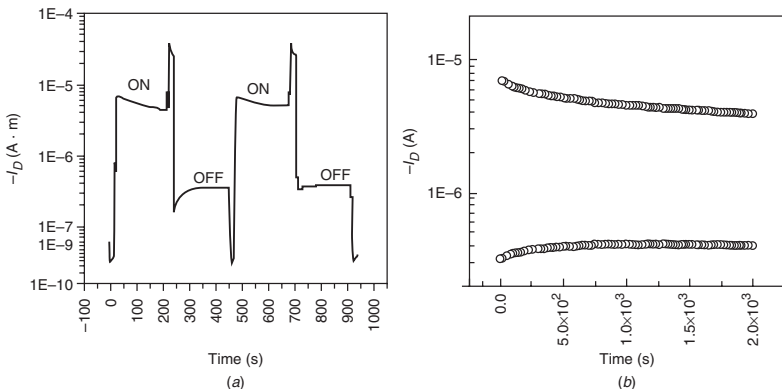 1E–4
1E–5
1E–6
1E–7
1E–9
1E–10
–I_D (A · m)
ON
OFF
ON
OFF
–100
0
100
200
300
400
500
600
700
800
900
1000
Time (s)
(a)
1E–5
1E–6
–I_D (A)
0.0
5.0×10²
1.0×10³
1.5×10³
2.0×10³
Time (s)
(b)